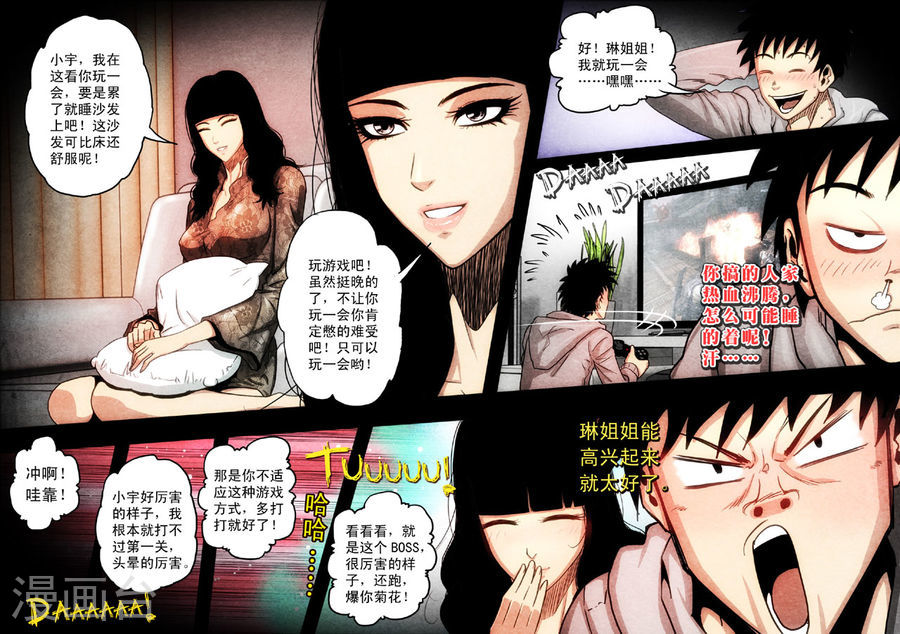 小宇，我在
这看你玩一
会，要是累
了就睡沙发
上吧！这沙
发可比床还
舒服呢！
玩游戏吧！
虽然挺晚的
了，不让你
玩一会你肯
定憋的难受
吧！只可以
玩一会哟！
好！琳姐姐！
我就玩一会
……嘿嘿……
DAAAA
DAAAAA
你搞的人家
热血沸腾，
怎么可能睡
的着呢！
汗……
冲啊！
哇靠！
小宇好厉害
的样子，我
根本就打不
过第一关，
头晕的厉害。
那是你不适
应这种游戏
方式，多打
打就好了！
TUUUUU!
哈哈……
看看看，就
是这个BOSS，
很厉害的样
子，还跑，
爆你菊花！
琳姐姐能
高兴起来
就太好了。
漫画台
DAAAAAA!